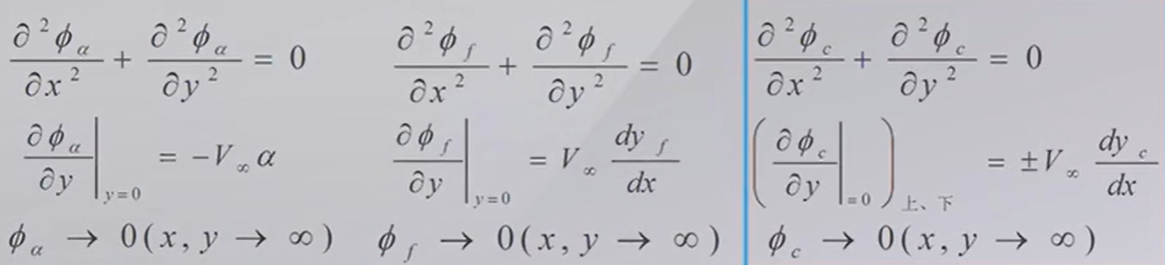 ∂²ϕ_α/∂x² + ∂²ϕ_α/∂y² = 0
∂ϕ_α/∂y|_{y=0} = -V_∞ α
ϕ_α → 0(x, y → ∞)
∂²ϕ_f/∂x² + ∂²ϕ_f/∂y² = 0
∂ϕ_f/∂y|_{y=0} = V_∞ dy_f/dx
ϕ_f → 0(x, y → ∞)
∂²ϕ_c/∂x² + ∂²ϕ_c/∂y² = 0
(∂ϕ_c/∂y|_{=0})_{上、下} = ±V_∞ dy_c/dx
ϕ_c → 0(x, y → ∞)